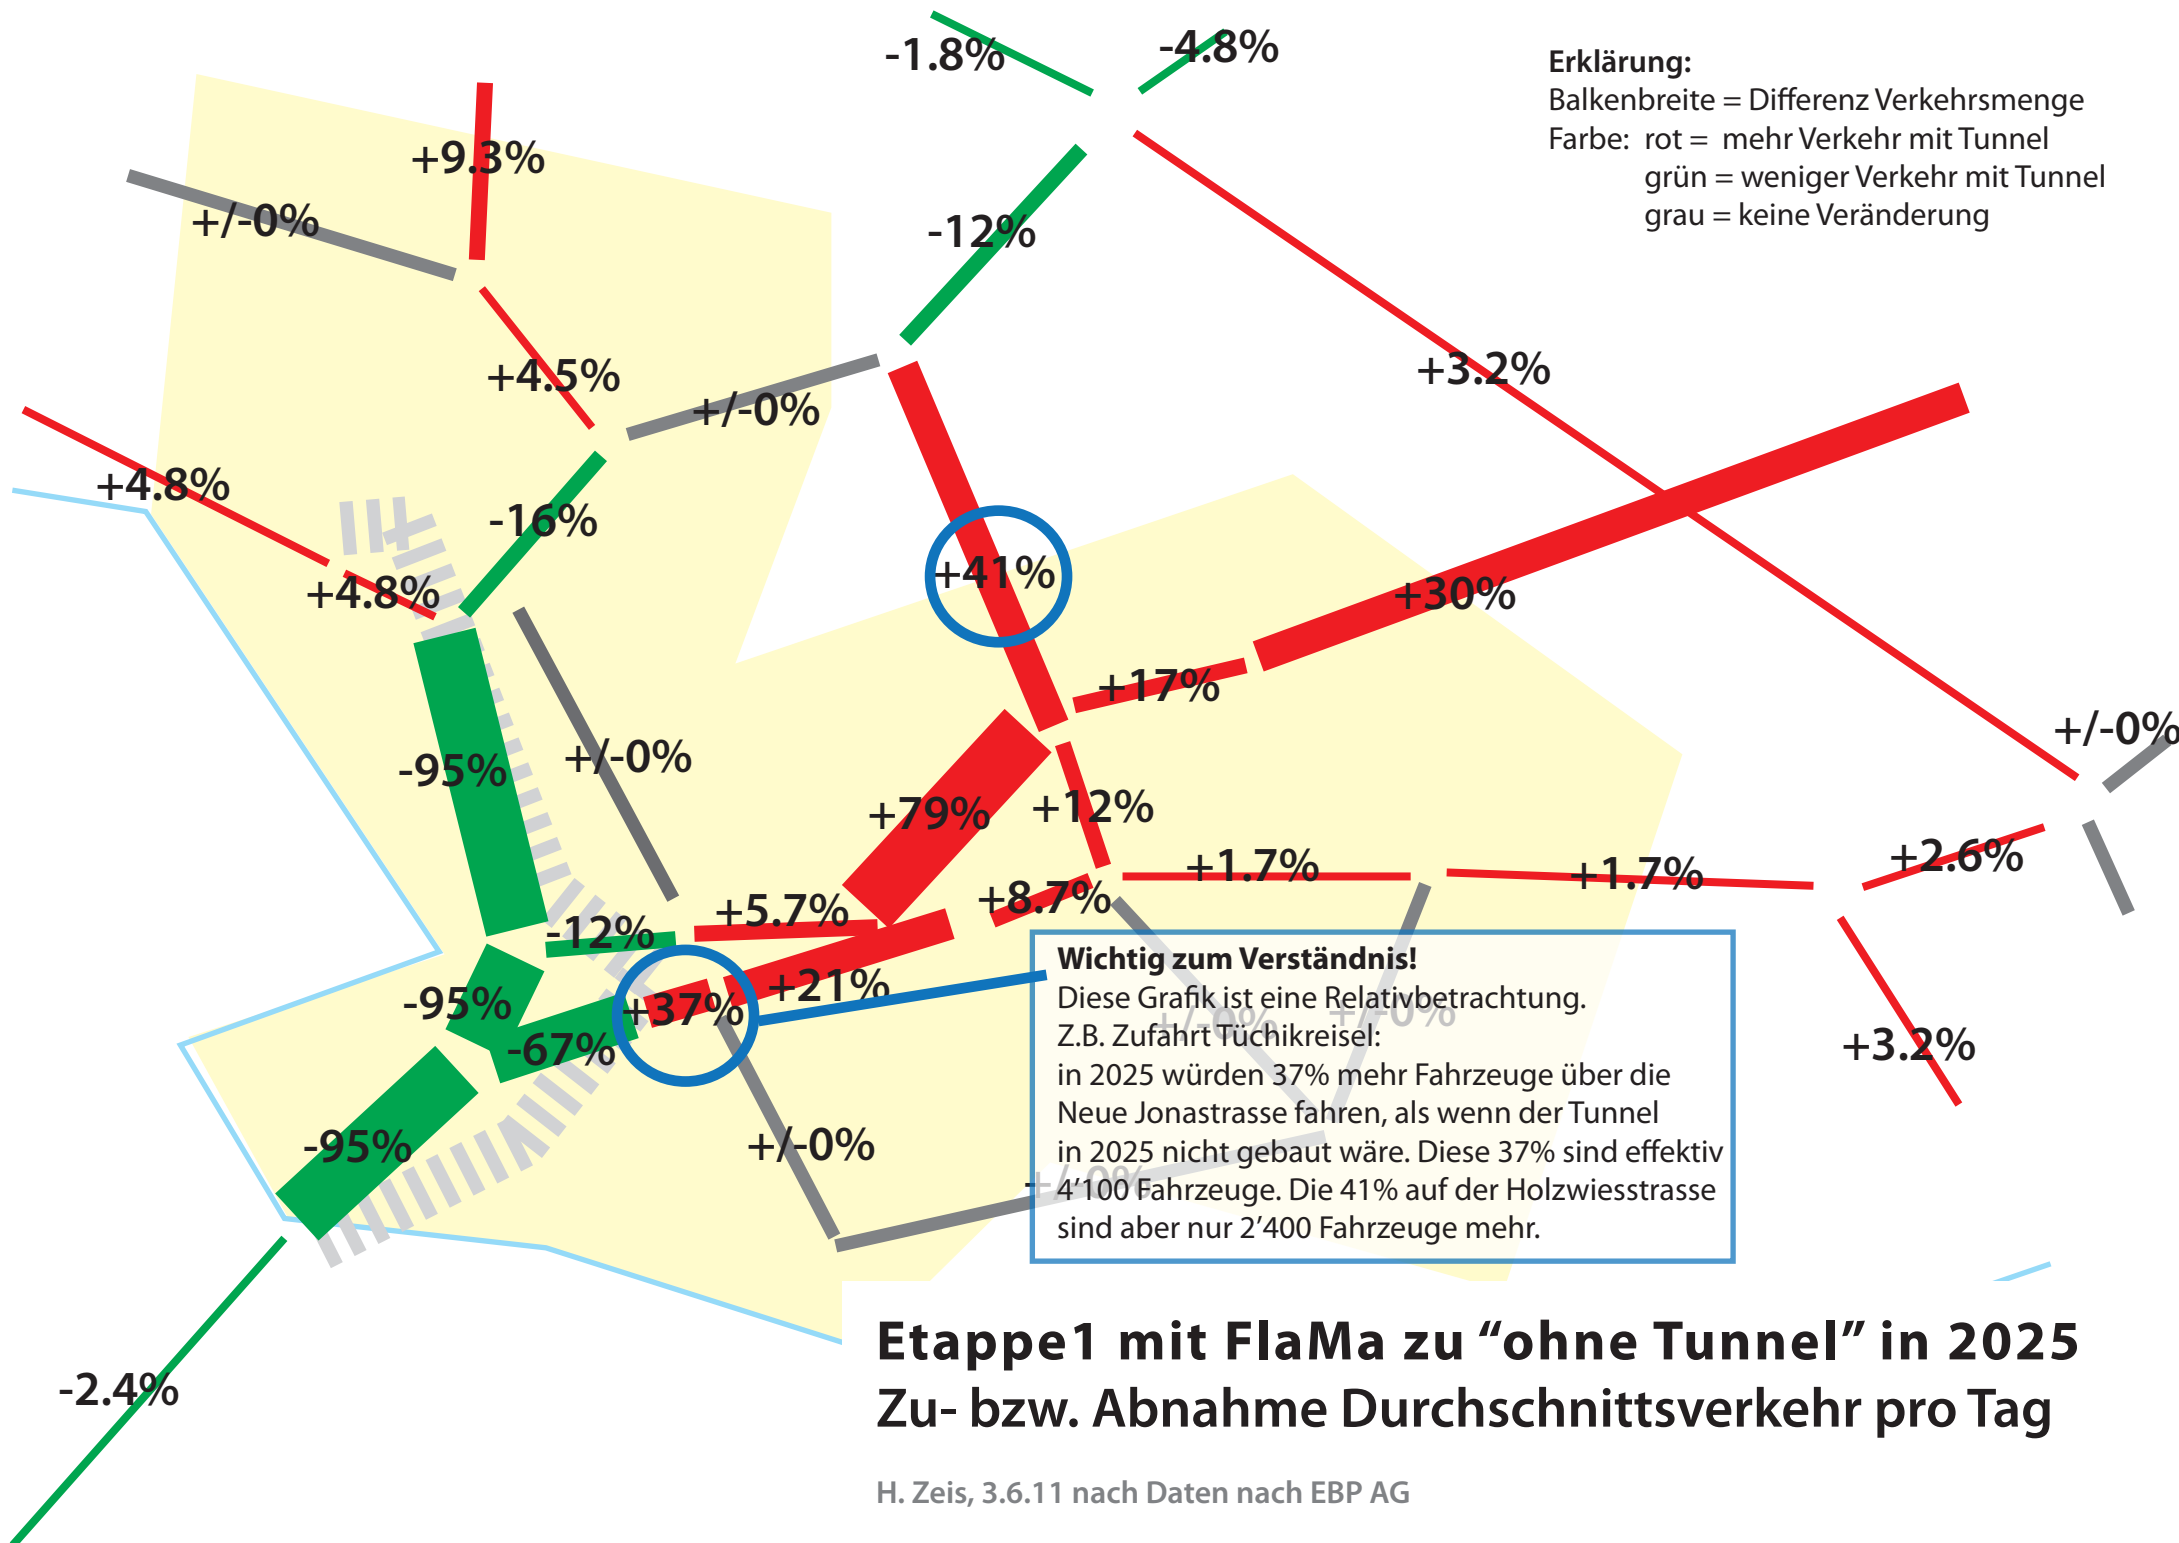 -1.8%
-4.8%
Erklärung:
Balkenbreite = Differenz Verkehrsmenge
Farbe: rot = mehr Verkehr mit Tunnel
grün = weniger Verkehr mit Tunnel
grau = keine Veränderung
+9.3%
+/-0%
-12%
+4.5%
+/-0%
+3.2%
+4.8%
-16%
+4.8%
+41%
+30%
+17%
-95%
+/-0%
+/-0%
+79%
+12%
+1.7%
+1.7%
+2.6%
+8.7%
+5.7%
-12%
-95%
+37%
+21%
-67%
+/-0%
+/-0%
+3.2%
-95%
+/-0%
+/-0%
Wichtig zum Verständnis!
Diese Grafik ist eine Relativbetrachtung.
Z.B. Zufahrt Tüchikreisel:
in 2025 würden 37% mehr Fahrzeuge über die
Neue Jonastrasse fahren, als wenn der Tunnel
in 2025 nicht gebaut wäre. Diese 37% sind effektiv
4’100 Fahrzeuge. Die 41% auf der Holzwiesstrasse
sind aber nur 2’400 Fahrzeuge mehr.
-2.4%
Etappe1 mit FlaMa zu “ohne Tunnel” in 2025
Zu- bzw. Abnahme Durchschnittsverkehr pro Tag
H. Zeis, 3.6.11 nach Daten nach EBP AG